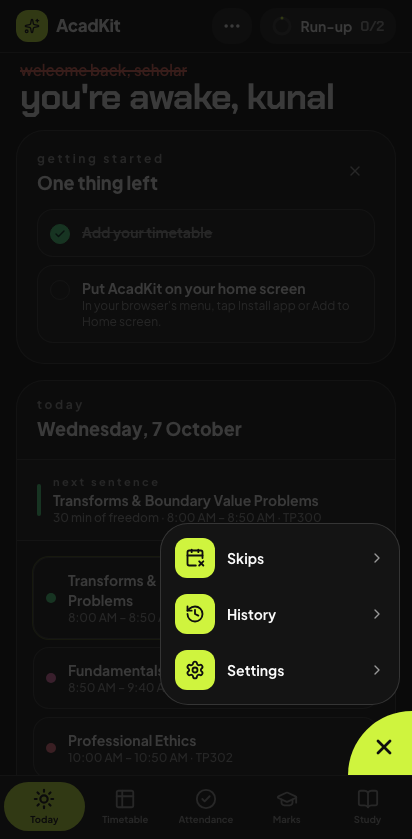 AcadKit
Run-up 0/2
welcome back, scholar
you're awake, kunal
getting started
One thing left
Add your timetable
Put AcadKit on your home screen
In your browser's menu, tap Install app or Add to
Home screen.
today
Wednesday, 7 October
next sentence
Transforms & Boundary Value Problems
30 min of freedom · 8:00 AM – 8:50 AM · TP300
Skips
History
Settings
Transforms &
Problems
8:00 AM – 8:50
Fundamentals
8:50 AM – 9:40
Professional Ethics
10:00 AM – 10:50 AM · TP302
Today
Timetable
Attendance
Marks
Study